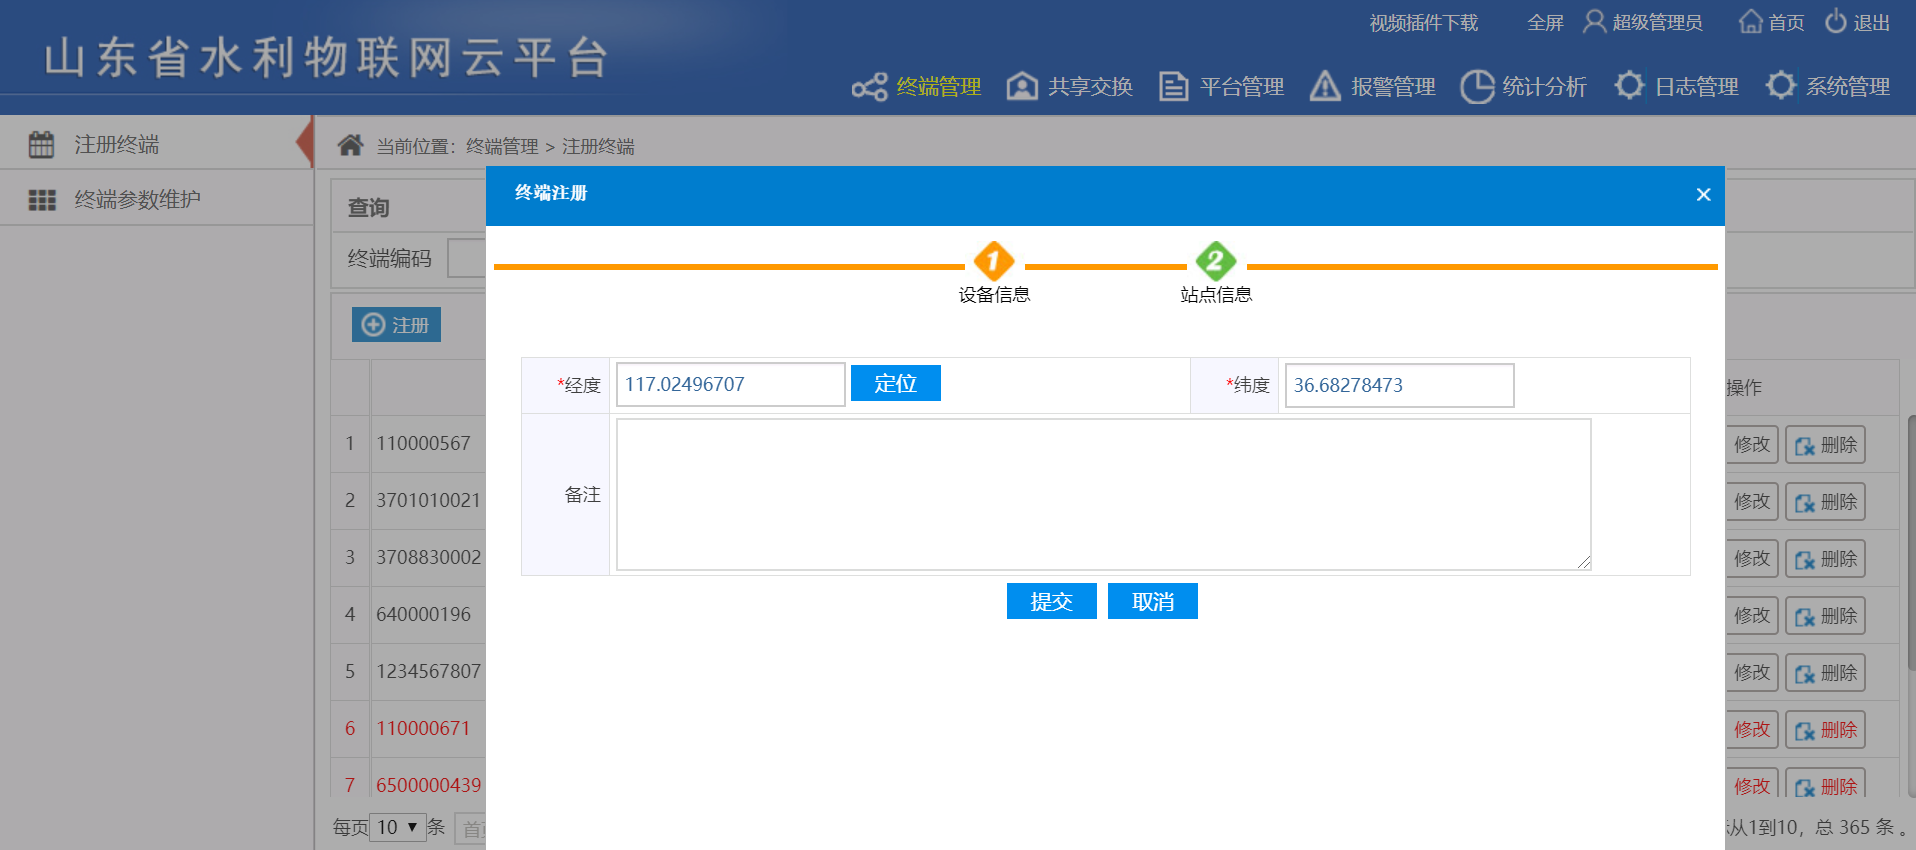 视频插件下载 全屏 超级管理员 首页 退出
山东省水利物联网云平台
终端管理 共享交换 平台管理 报警管理 统计分析 日志管理 系统管理
注册终端
终端参数维护
当前位置：终端管理 > 注册终端
查询
终端编码
注册
终端注册
1
设备信息
2
站点信息
*经度 117.02496707 定位 *纬度 36.68278473
备注
提交 取消
操作
1 110000567 修改 删除
2 3701010021 修改 删除
3 3708830002 修改 删除
4 640000196 修改 删除
5 1234567807 修改 删除
6 110000671 修改 删除
7 6500000439 修改 删除
每页 10 条 首
从1到10，总 365 条 。